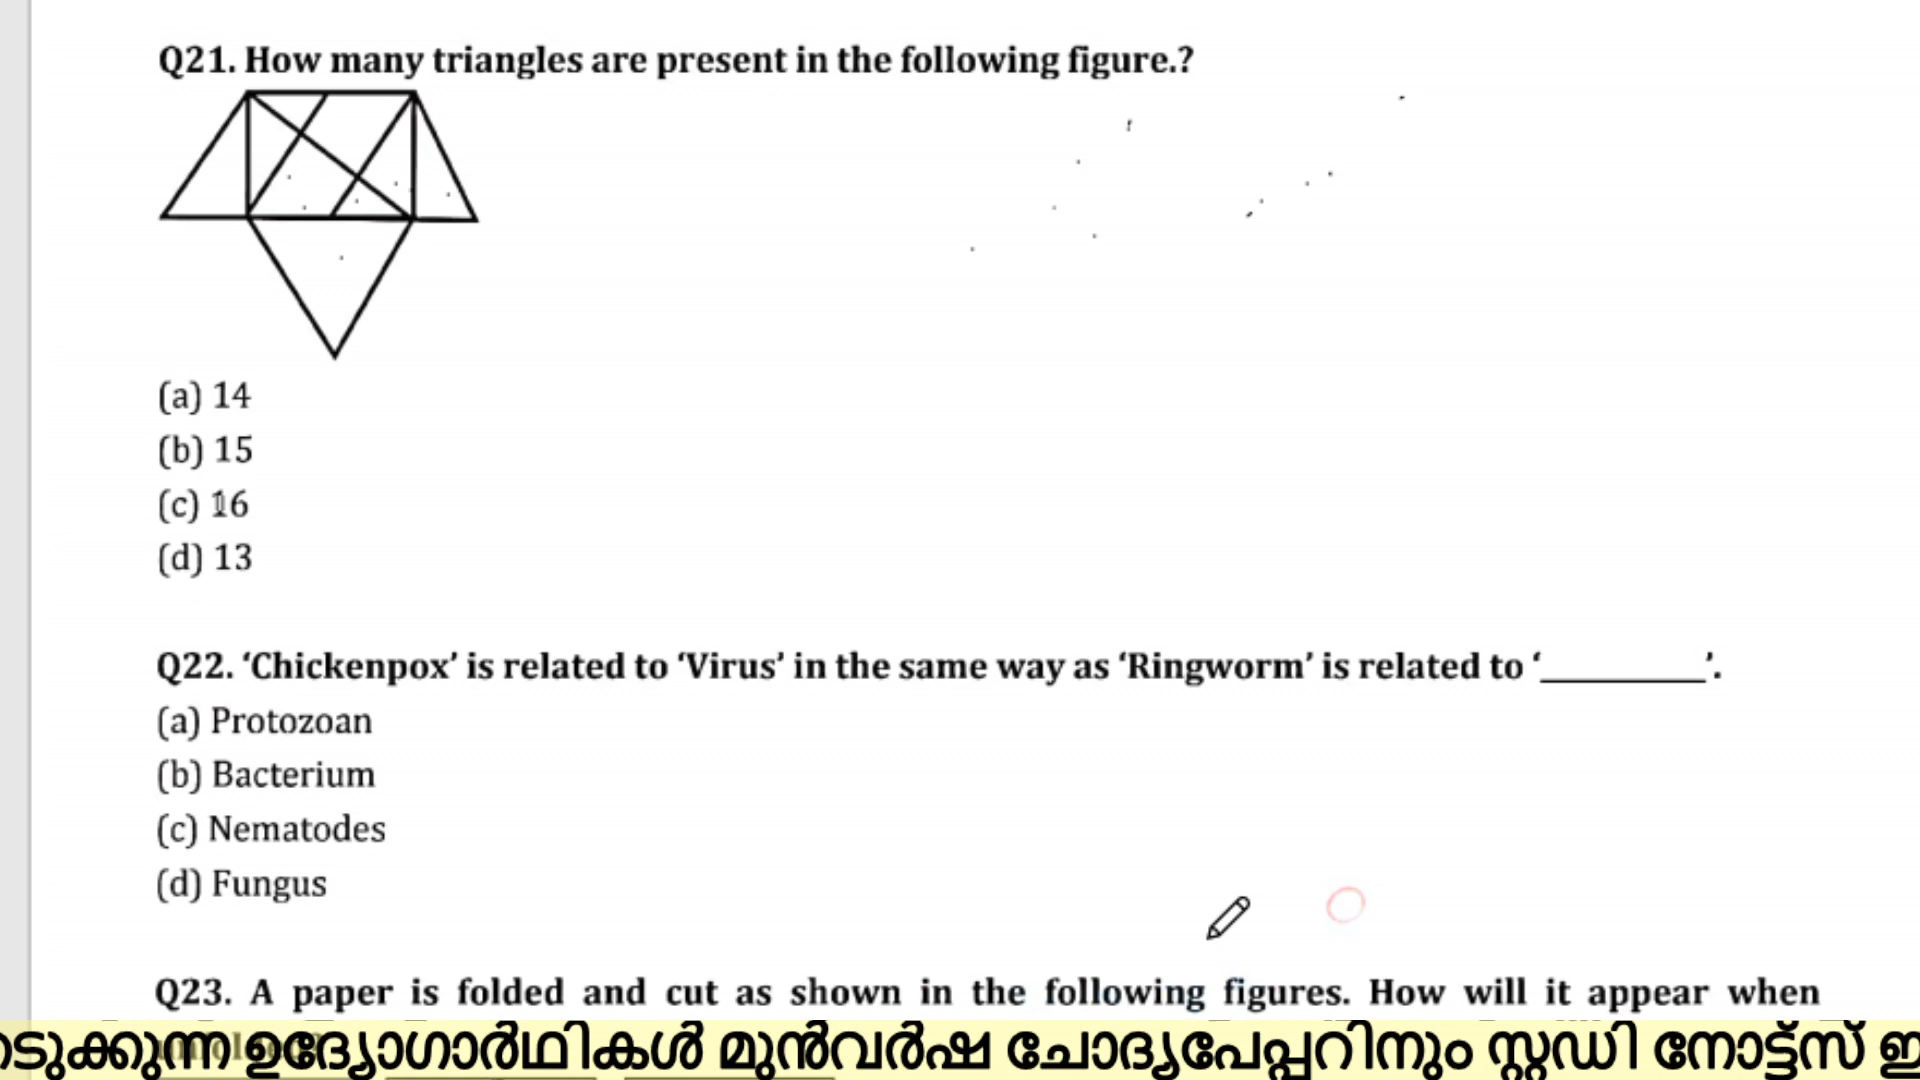 Q21. How many triangles are present in the following figure.?
(a) 14
(b) 15
(c) 16
(d) 13
Q22. ‘Chickenpox’ is related to ‘Virus’ in the same way as ‘Ringworm’ is related to ‘_________’.
(a) Protozoan
(b) Bacterium
(c) Nematodes
(d) Fungus
Q23. A paper is folded and cut as shown in the following figures. How will it appear when
ഉദ്യോഗാർഥികൾ മുൻവർഷ ചോദ്യപേപ്പറിനും സ്റ്റഡി നോട്ട്സ്